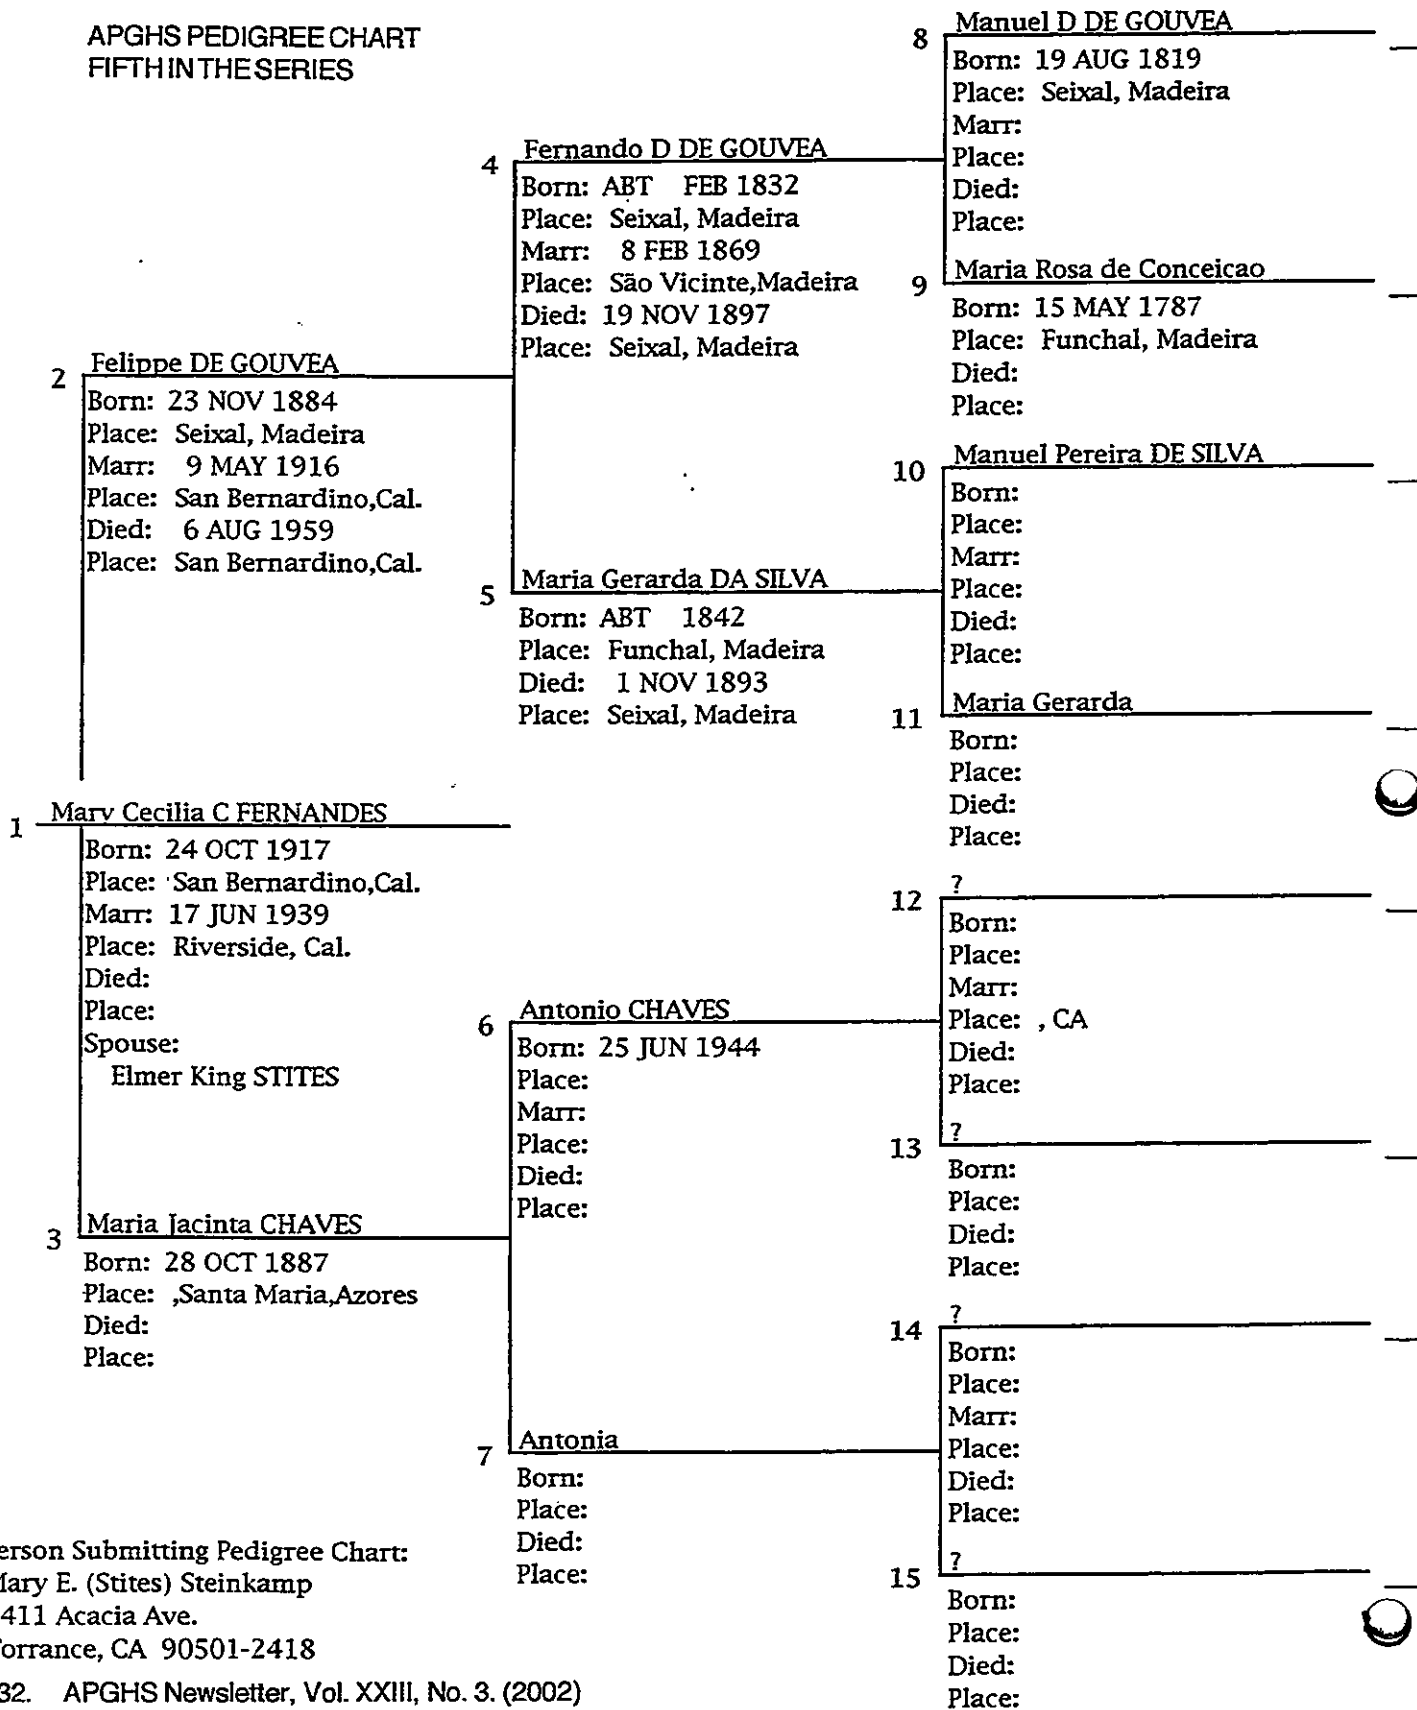 APGHS PEDIGREE CHART
FIFTH IN THE SERIES
8 Manuel D DE GOUVEA
Born: 19 AUG 1819
Place: Seixal, Madeira
Marr:
Place:
Died:
Place:
4 Fernando D DE GOUVEA
Born: ABT FEB 1832
Place: Seixal, Madeira
Marr: 8 FEB 1869
Place: São Vicinte,Madeira
Died: 19 NOV 1897
Place: Seixal, Madeira
9 Maria Rosa de Conceicao
Born: 15 MAY 1787
Place: Funchal, Madeira
Died:
Place:
2 Felippe DE GOUVEA
Born: 23 NOV 1884
Place: Seixal, Madeira
Marr: 9 MAY 1916
Place: San Bernardino,Cal.
Died: 6 AUG 1959
Place: San Bernardino,Cal.
10 Manuel Pereira DE SILVA
Born:
Place:
Marr:
Place:
Died:
Place:
5 Maria Gerarda DA SILVA
Born: ABT 1842
Place: Funchal, Madeira
Died: 1 NOV 1893
Place: Seixal, Madeira
11 Maria Gerarda
Born:
Place:
Died:
Place:
1 Mary Cecilia C FERNANDES
Born: 24 OCT 1917
Place: San Bernardino,Cal.
Marr: 17 JUN 1939
Place: Riverside, Cal.
Died:
Place:
Spouse:
Elmer King STITES
12 ?
Born:
Place:
Marr:
Place: , CA
Died:
Place:
6 Antonio CHAVES
Born: 25 JUN 1944
Place:
Marr:
Place:
Died:
Place:
13 ?
Born:
Place:
Died:
Place:
3 Maria Jacinta CHAVES
Born: 28 OCT 1887
Place: ,Santa Maria,Azores
Died:
Place:
14 ?
Born:
Place:
Marr:
Place:
Died:
Place:
7 Antonia
Born:
Place:
Died:
Place:
15 ?
Born:
Place:
Died:
Place:
erson Submitting Pedigree Chart:
Mary E. (Stites) Steinkamp
411 Acacia Ave.
Torrance, CA 90501-2418
32. APGHS Newsletter, Vol. XXIII, No. 3. (2002)